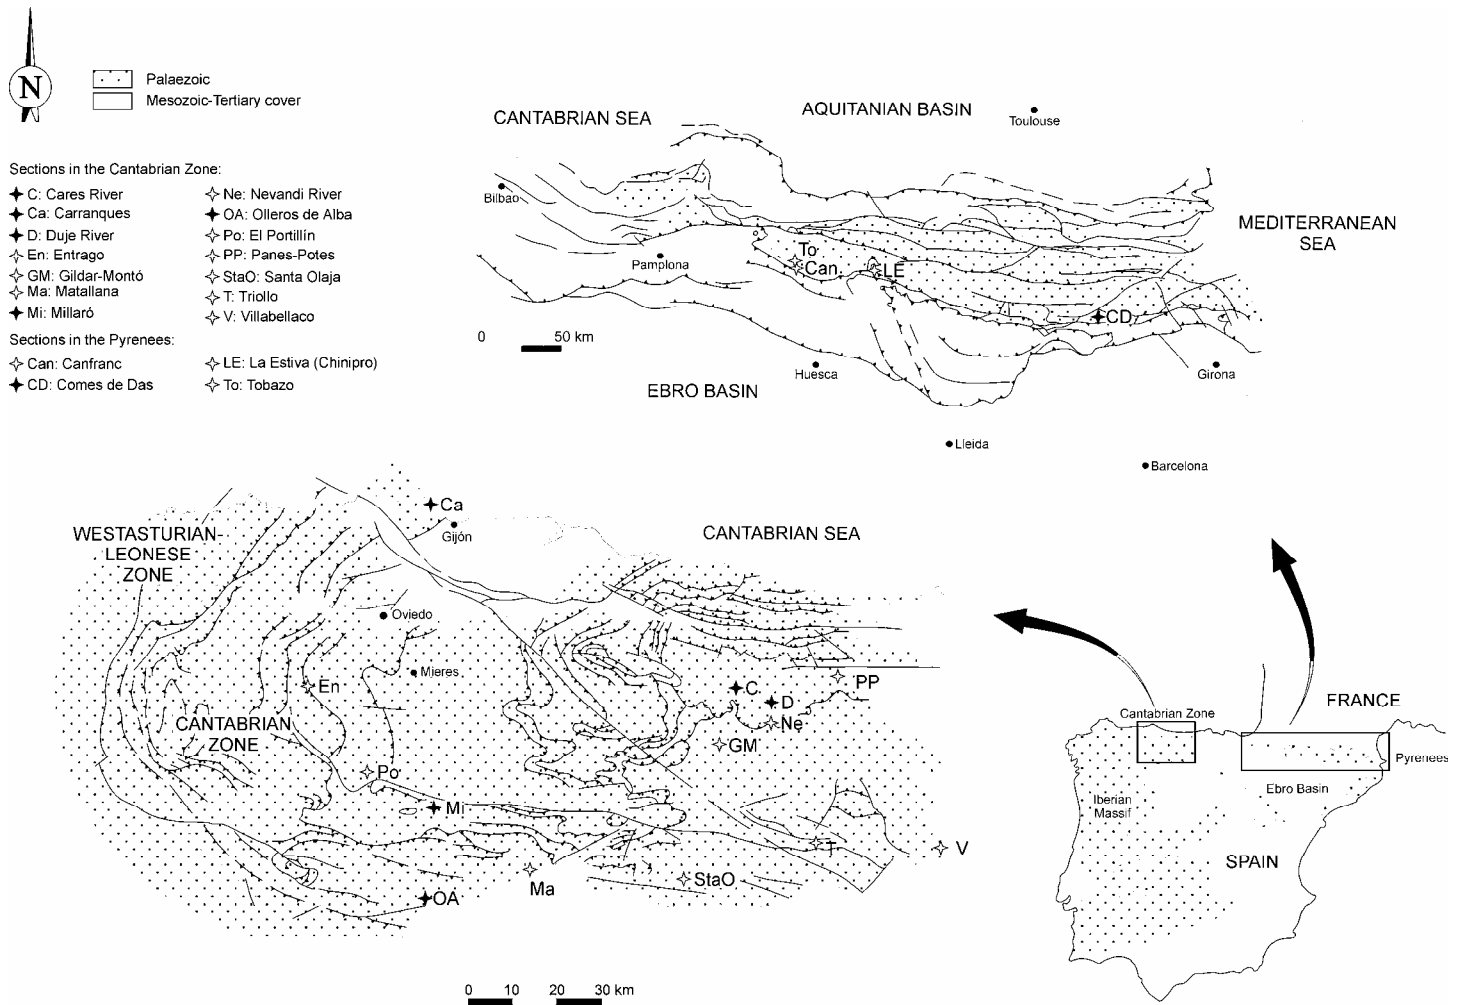 N
Palaezoic
Mesozoic-Tertiary cover
Sections in the Cantabrian Zone:
C: Cares River
Ca: Carranques
D: Duje River
En: Entrago
GM: Gildar-Montó
Ma: Matallana
Mi: Millaró
Ne: Nevandi River
OA: Olleros de Alba
Po: El Portillín
PP: Panes-Potes
StaO: Santa Olaja
T: Triollo
V: Villabellaco
Sections in the Pyrenees:
Can: Canfranc
CD: Comes de Das
LE: La Estiva (Chinipro)
To: Tobazo
CANTABRIAN SEA
AQUITANIAN BASIN
Toulouse
Bilbao
MEDITERRANEAN
SEA
Pamplona
To
Can
LE
CD
0 50 km
Huesca
Girona
EBRO BASIN
Lleida
Barcelona
Ca
Gijón
WESTASTURIAN-
LEONESE
ZONE
CANTABRIAN SEA
Oviedo
Mieres
En
CANTABRIAN
ZONE
C
D
PP
Ne
GM
Po
Mi
T
V
Ma
StaO
OA
0 10 20 30 km
FRANCE
Cantabrian Zone
Pyrenees
Ebro Basin
Iberian
Massif
SPAIN